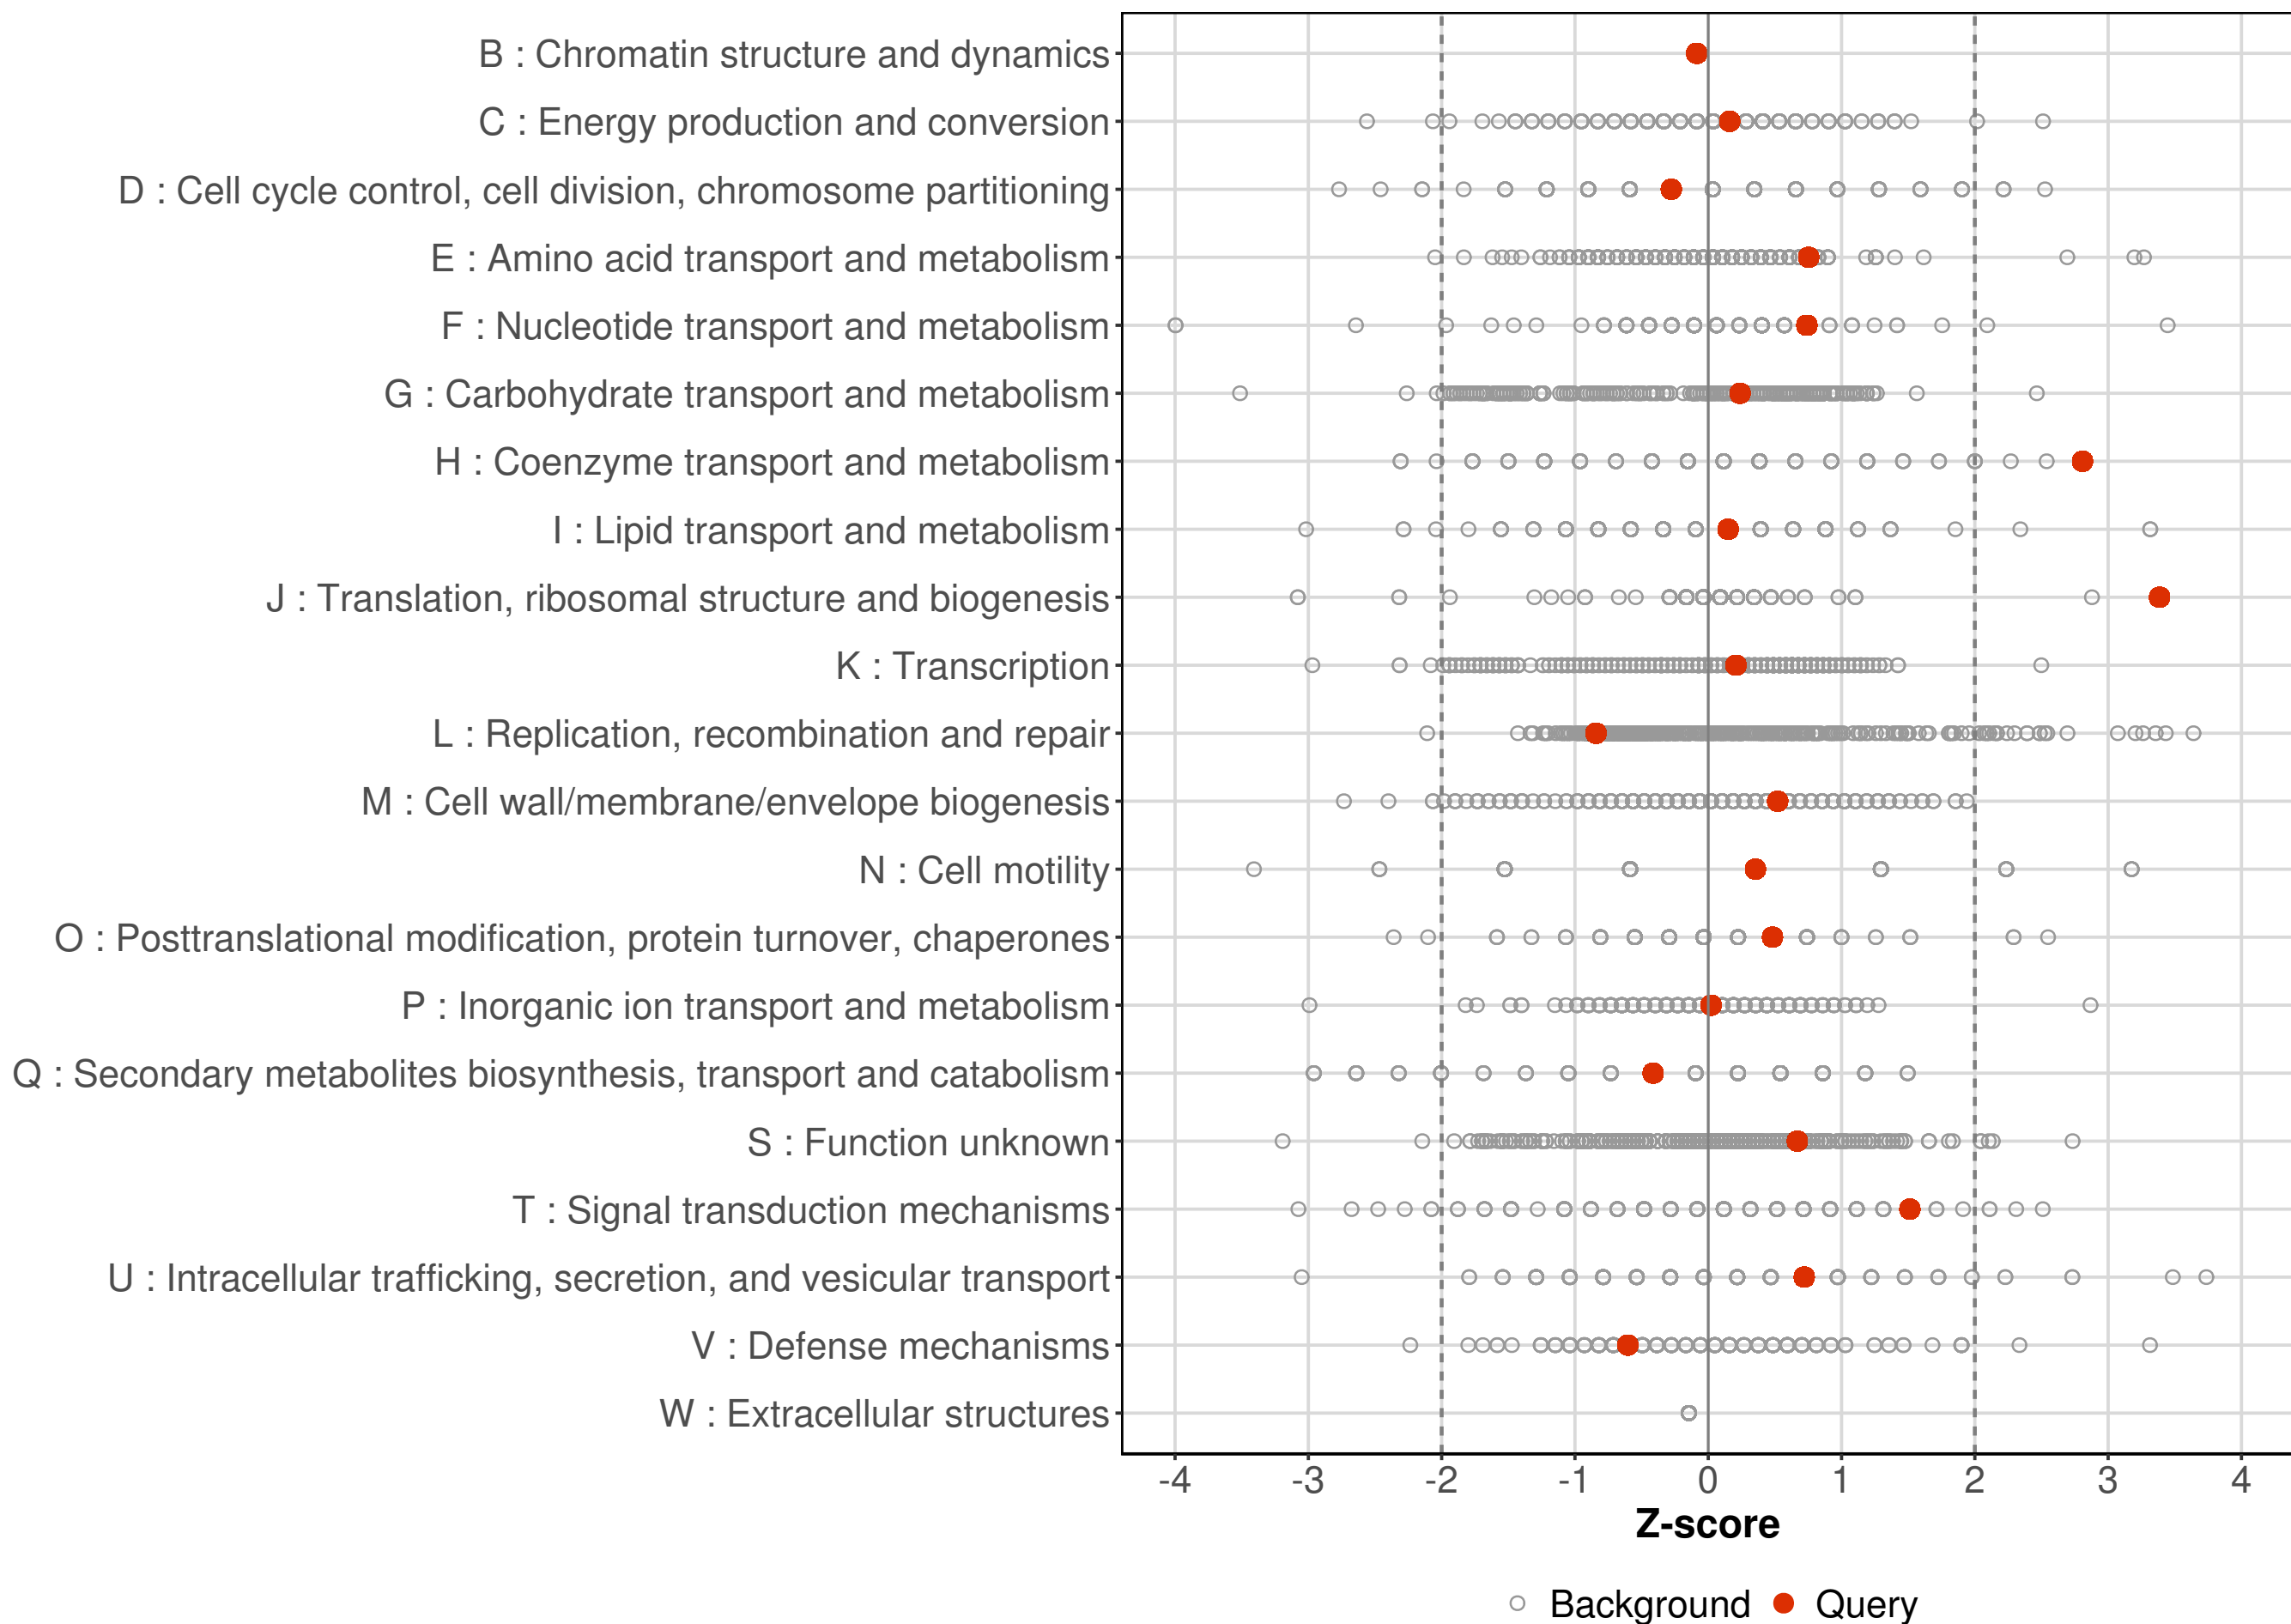 B : Chromatin structure and dynamics
C : Energy production and conversion
D : Cell cycle control, cell division, chromosome partitioning
E : Amino acid transport and metabolism
F : Nucleotide transport and metabolism
G : Carbohydrate transport and metabolism
H : Coenzyme transport and metabolism
I : Lipid transport and metabolism
J : Translation, ribosomal structure and biogenesis
K : Transcription
L : Replication, recombination and repair
M : Cell wall/membrane/envelope biogenesis
N : Cell motility
O : Posttranslational modification, protein turnover, chaperones
P : Inorganic ion transport and metabolism
Q : Secondary metabolites biosynthesis, transport and catabolism
S : Function unknown
T : Signal transduction mechanisms
U : Intracellular trafficking, secretion, and vesicular transport
V : Defense mechanisms
W : Extracellular structures
-4 -3 -2 -1 0 1 2 3 4
Z-score
Background Query